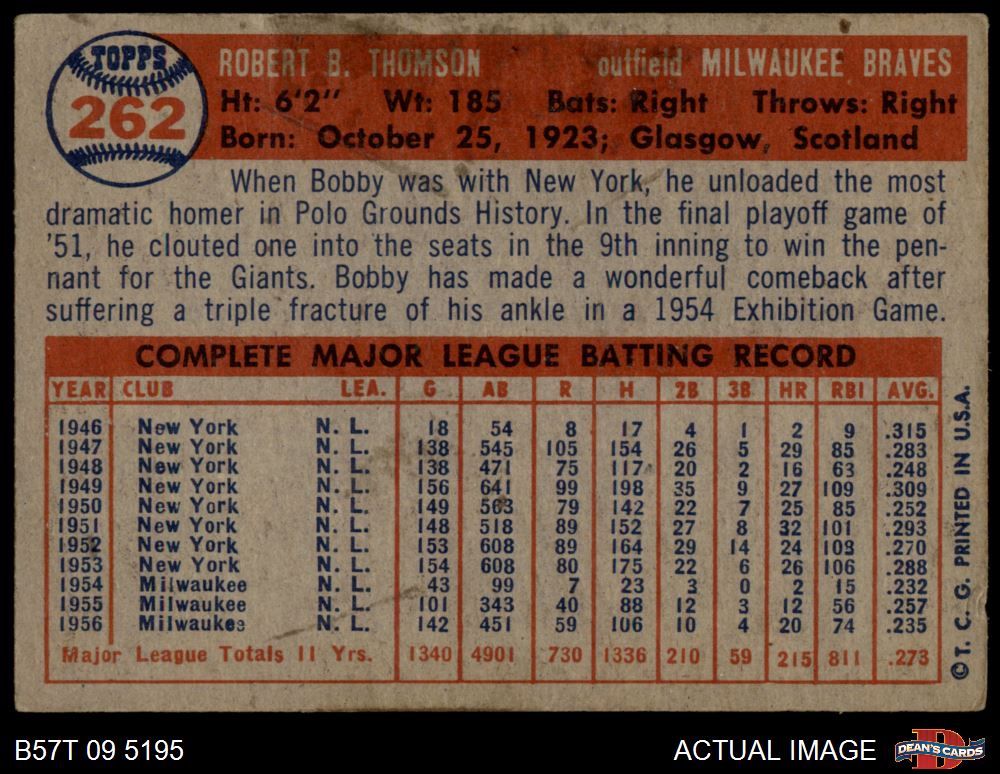 TOPPS
262
ROBERT B. THOMSON outfield MILWAUKEE BRAVES
Ht: 6'2" Wt: 185 Bats: Right Throws: Right
Born: October 25, 1923; Glasgow, Scotland
When Bobby was with New York, he unloaded the most
dramatic homer in Polo Grounds History. In the final playoff game of
'51, he clouted one into the seats in the 9th inning to win the pen-
nant for the Giants. Bobby has made a wonderful comeback after
suffering a triple fracture of his ankle in a 1954 Exhibition Game.
COMPLETE MAJOR LEAGUE BATTING RECORD
YEAR CLUB LEA. G AB R H 2B 3B HR RBI AVG.
1946 New York N. L. 18 54 8 17 4 1 2 9 .315
1947 New York N. L. 138 545 105 154 26 5 29 85 .283
1948 New York N. L. 138 471 75 117 20 2 16 63 .248
1949 New York N. L. 156 641 99 198 35 9 27 109 .309
1950 New York N. L. 149 563 79 142 22 7 25 85 .252
1951 New York N. L. 148 518 89 152 27 8 32 101 .293
1952 New York N. L. 153 608 89 164 29 14 24 108 .270
1953 New York N. L. 154 608 80 175 22 6 26 106 .288
1954 Milwaukee N. L. 43 99 7 23 3 0 2 15 .232
1955 Milwaukee N. L. 101 343 40 88 12 3 12 56 .257
1956 Milwaukee N. L. 142 451 59 106 10 4 20 74 .235
Major League Totals 11 Yrs. 1340 4901 730 1336 210 59 215 811 .273
© T. C. G. PRINTED IN U.S.A.
B57T 09 5195 ACTUAL IMAGE DEAN'S CARDS